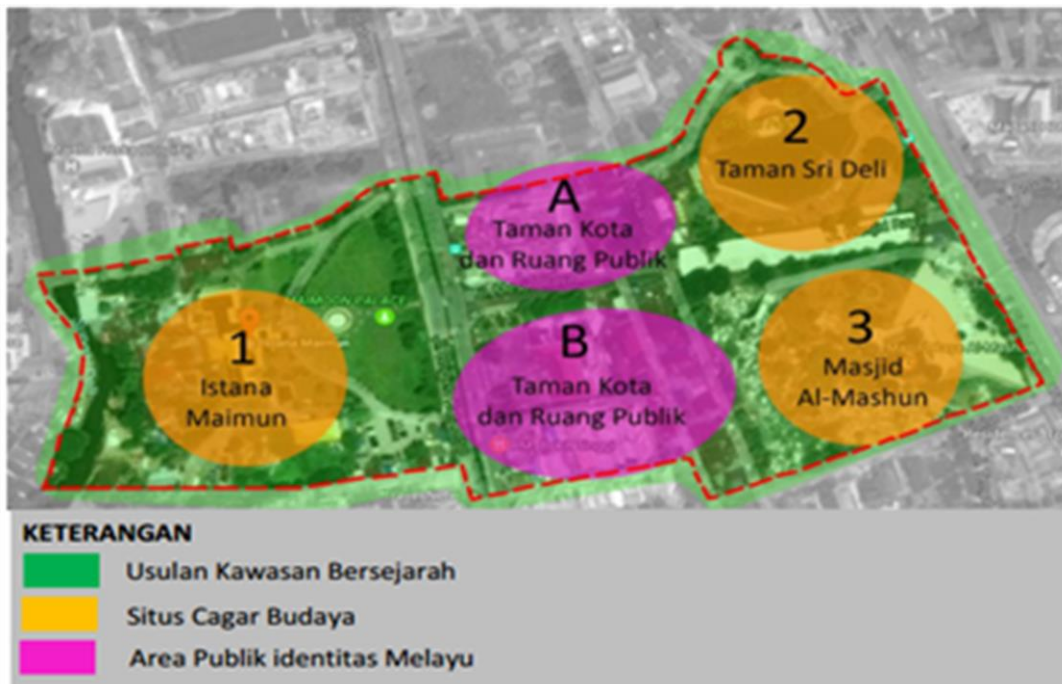 2
Taman Sri Deli
A
Taman Kota
dan Ruang Publik
1
Istana
Maimun
B
Taman Kota
dan Ruang Publik
3
Masjid
Al-Mashun
KETERANGAN
Usulan Kawasan Bersejarah
Situs Cagar Budaya
Area Publik identitas Melayu